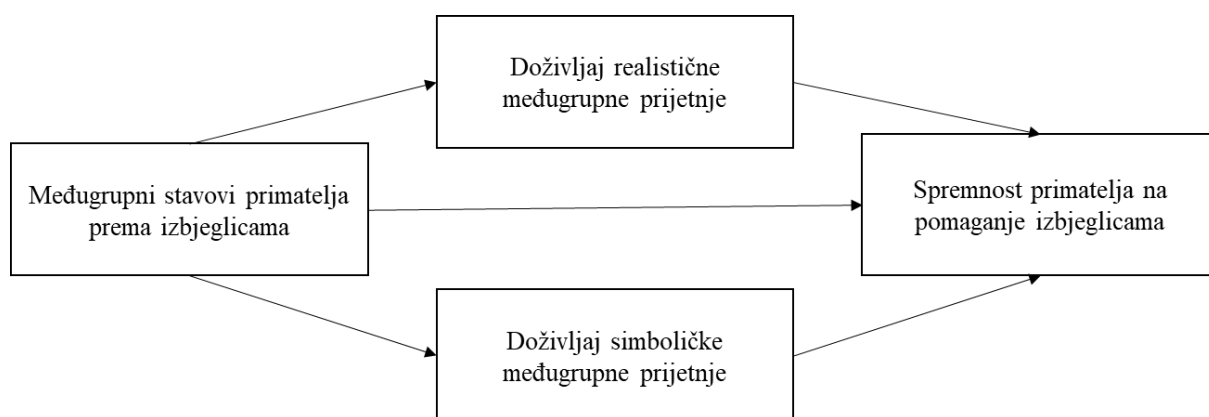 Doživljaj realistične
međugrupne prijetnje
Međugrupni stavovi primatelja
prema izbjeglicama
Spremnost primatelja na
pomaganje izbjeglicama
Doživljaj simboličke
međugrupne prijetnje